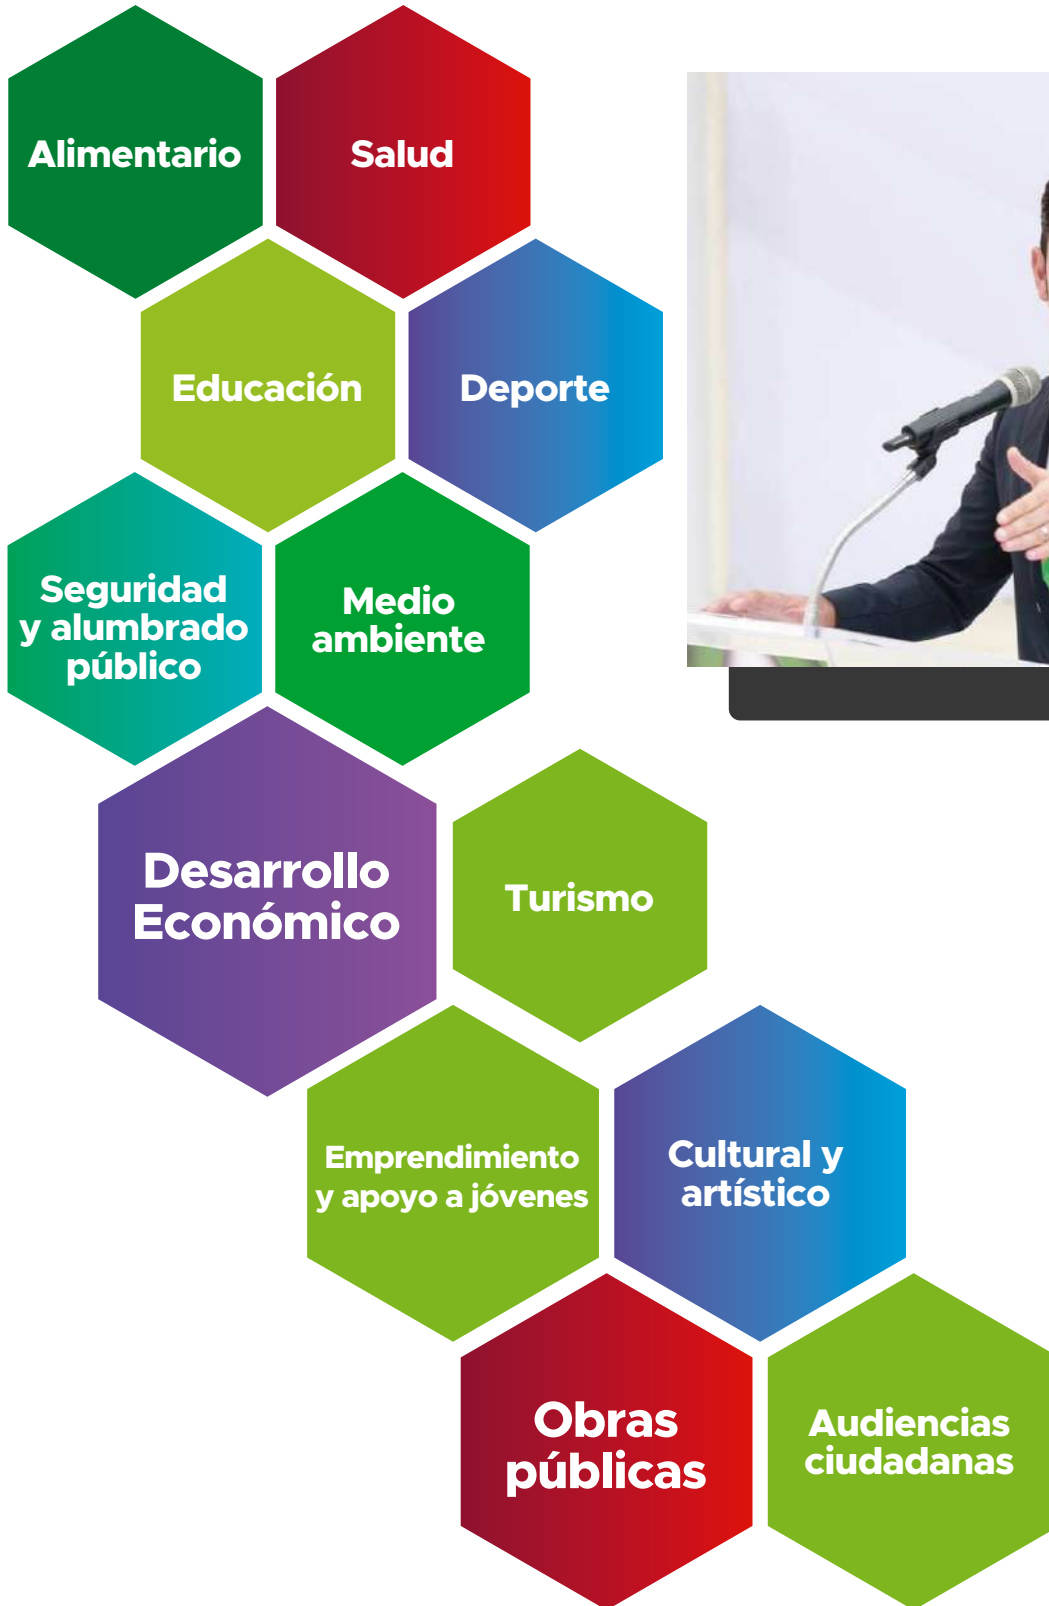 Alimentario
Salud
Educación
Deporte
Seguridad
y alumbrado
público
Medio
ambiente
Desarrollo
Económico
Turismo
Emprendimiento
y apoyo a jóvenes
Cultural y
artístico
Obras
públicas
Audiencias
ciudadanas